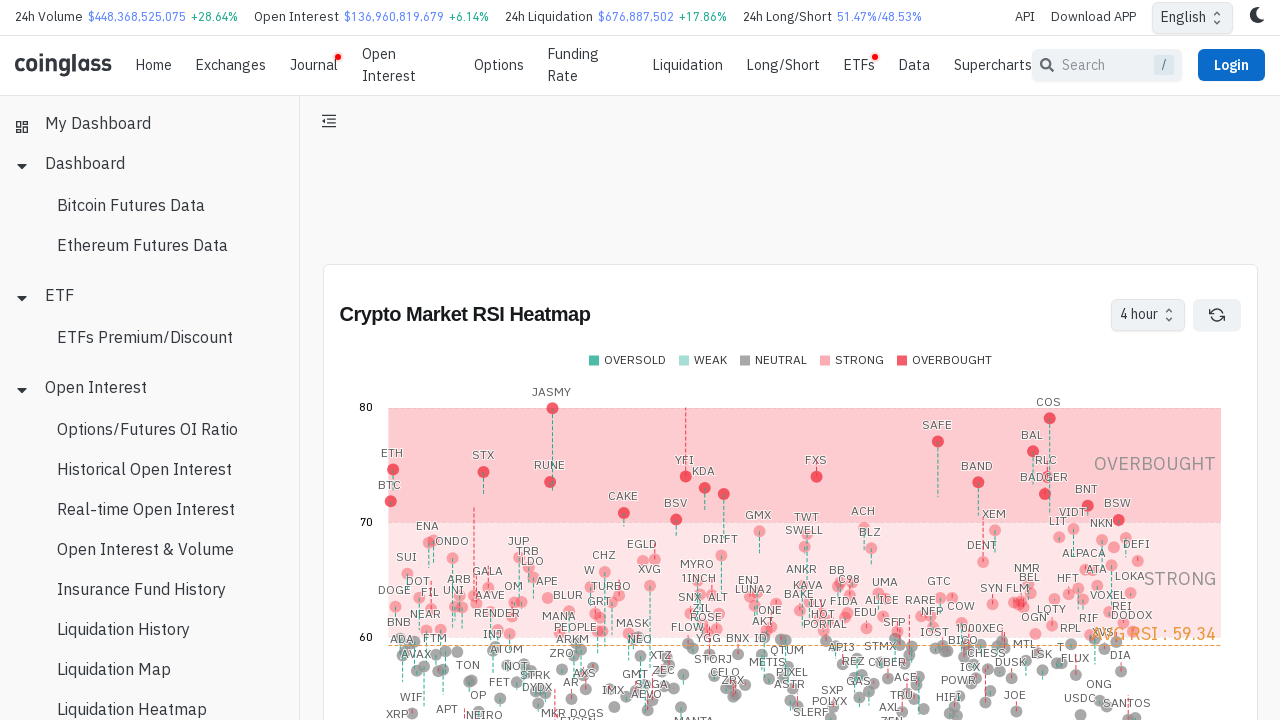 24h Volume $448,368,525,075 +28.64% Open Interest $136,960,819,679 +6.14% 24h Liquidation $676,887,502 +17.86% 24h Long/Short 51.47%/48.53% API Download APP English
coinglass Home Exchanges Journal Open Interest Options Funding Rate Liquidation Long/Short ETFs Data Supercharts Search / Login
My Dashboard
Dashboard
Bitcoin Futures Data
Ethereum Futures Data
ETF
ETFs Premium/Discount
Open Interest
Options/Futures OI Ratio
Historical Open Interest
Real-time Open Interest
Open Interest & Volume
Insurance Fund History
Liquidation History
Liquidation Map
Liquidation Heatmap
Crypto Market RSI Heatmap 4 hour
OVERSOLD WEAK NEUTRAL STRONG OVERBOUGHT
JASMY
80 COS
SAFE
BAL
ETH STX YFI FXS RLC OVERBOUGHT
RUNE KDA BAND BADGER
BTC BNT
CAKE BSV BSW
GMX TWT ACH XEM VIDT
70 LIT NKN
ENA SWELL BLZ
ONDO JUP EGLD DRIFT DENT DEFI
SUI TRB CHZ ALPACA
LDO MYRO
GALA W XVG ANKR BB NMR ATA
DOT ARB OM APE TURBO 1INCH ENJ KAVA C98 UMA GTC BEL HFT LOKA STRONG
DOGE FIL UNI AAVE BLUR SNX ALT LUNA2 BAKE ALICE RARE SYN FLM VOXEL
NEAR RENDER GRT ZIL ONE ILV FIDA COW LOTY REI
BNB MANA MASK ROSE AKT HOT EDU NFP OGN RIF DODOX
PEOPLE FLOW PORTAL SFP IOST 1000XEC RPL
60 ADA FTM INJ ARKM NEO YGG BNX ID BICO XVS AVG RSI : 59.34
AVAX ATOM ZRO XTZ STORJ QTUM API3 STMX CHESS MTL LSK T FLUX DIA
TON NOT STRK AXS GMT ZEC CFLO METIS PIXEL REZ CYBER ICX DUSK
FET DYDX AR SAGA ZRX ASTR GAS ACE POWR
WIF OP IMX AEVO SXP TRU HIFI JOE USDC ONG
XRP APT NEIRO MKR DOGS MANTA SLERF POLYX AXL SANTOS
ZEN